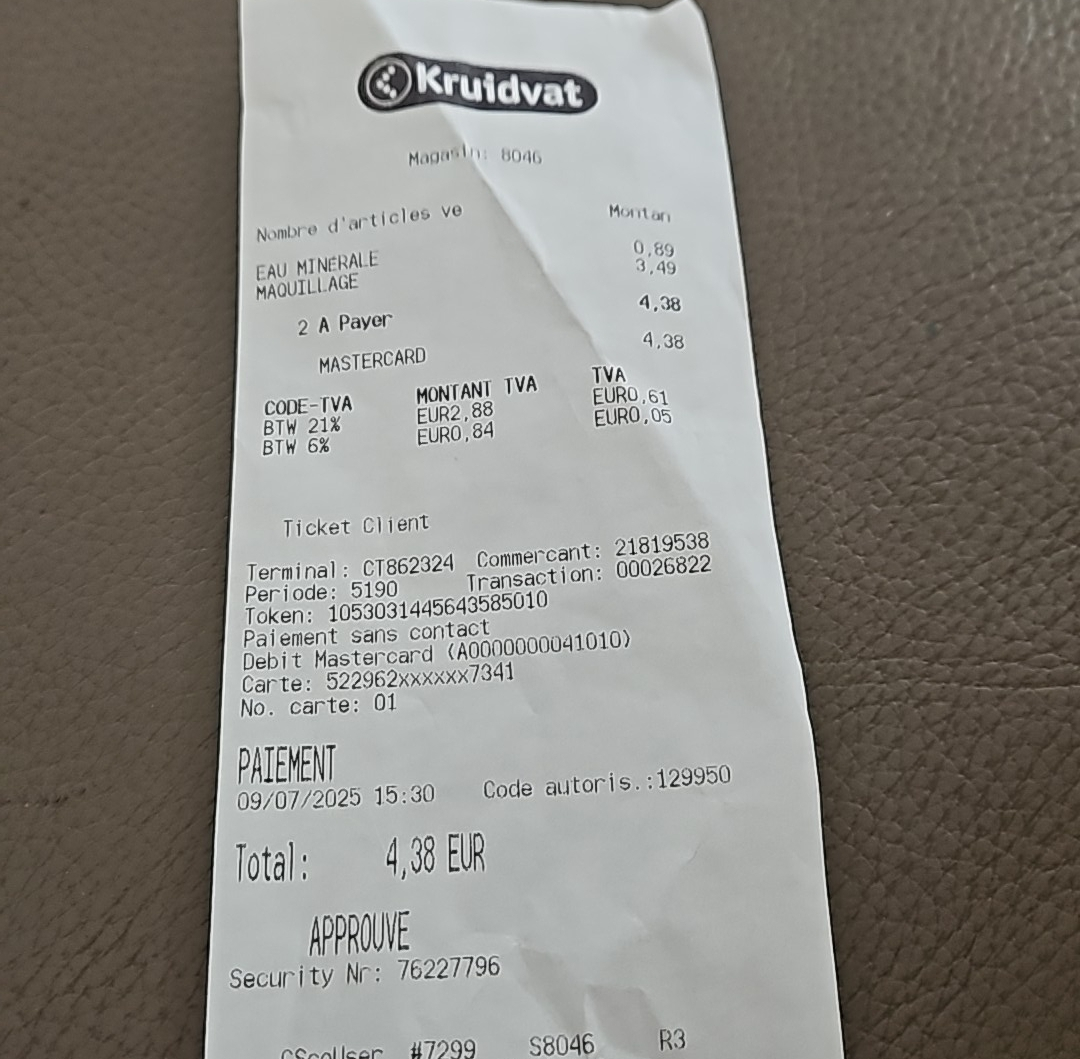 Kruidvat
Magasin: 8046
Nombre d'articles ve Montan
EAU MINERALE 0,89
MAQUILLAGE 3,49
2 A Payer 4,38
MASTERCARD 4,38
CODE-TVA MONTANT TVA TVA
BTW 21% EUR2,88 EUR0,61
BTW 6% EUR0,84 EUR0,05
Ticket Client
Terminal: CT862324 Commercant: 21819538
Periode: 5190 Transaction: 00026822
Token: 1053031445643585010
Paiement sans contact
Debit Mastercard (A0000000041010)
Carte: 522962xxxxxx7341
No. carte: 01
PAIEMENT
09/07/2025 15:30 Code autoris.:129950
Total: 4,38 EUR
APPROUVE
Security Nr: 76227796
CScoUser #7299 S8046 R3